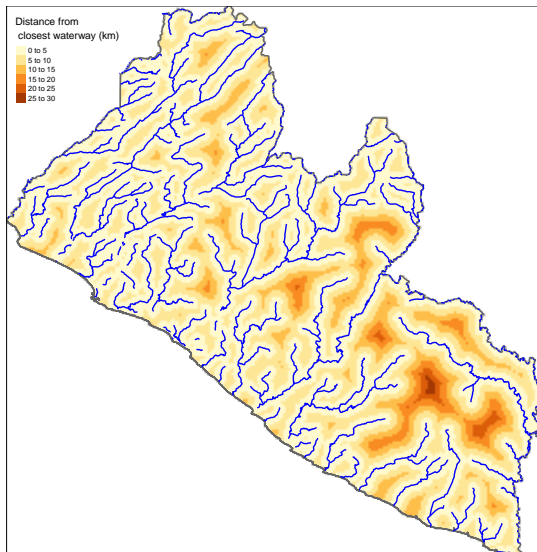 Distance from
closest waterway (km)
0 to 5
5 to 10
10 to 15
15 to 20
20 to 25
25 to 30